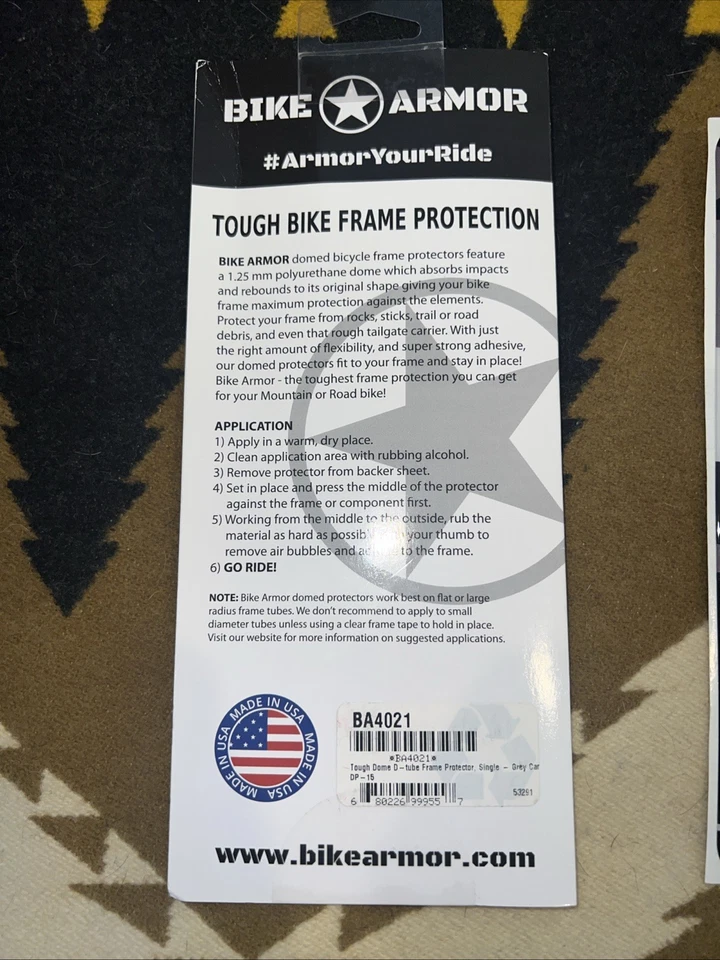 BIKE ARMOR
#ArmorYourRide
TOUGH BIKE FRAME PROTECTION
BIKE ARMOR domed bicycle frame protectors feature
a 1.25 mm polyurethane dome which absorbs impacts
and rebounds to its original shape giving your bike
frame maximum protection against the elements.
Protect your frame from rocks, sticks, trail or road
debris, and even that rough tailgate carrier. With just
the right amount of flexibility, and super strong adhesive,
our domed protectors fit to your frame and stay in place!
Bike Armor - the toughest frame protection you can get
for your Mountain or Road bike!
APPLICATION
1) Apply in a warm, dry place.
2) Clean application area with rubbing alcohol.
3) Remove protector from backer sheet.
4) Set in place and press the middle of the protector
against the frame or component first.
5) Working from the middle to the outside, rub the
material as hard as your thumb to
remove air bubbles and to the frame.
6) GO RIDE!
NOTE: Bike Armor domed protectors work best on flat or large
radius frame tubes. We don't recommend to apply to small
diameter tubes unless using a clear frame tape to hold in place.
Visit our website for more information on suggested applications.
MADE IN USA MADE IN USA MADE IN USA
BA4021
*BA4021*
Tough Dome D-tube Frame Protector, Single - Grey Car
DP-15
6 80226 99955 7
53291
www.bikearmor.com